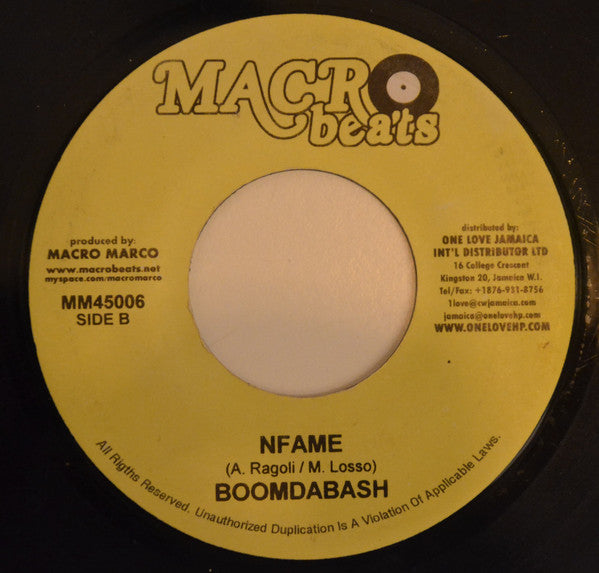 MACRO
beats
produced by:
MACRO MARCO
www.macrobeats.net
myspace.com/macromarco
MM45006
SIDE B
distributed by:
ONE LOVE JAMAICA
INT'L DISTRIBUTOR LTD
16 College Crescent
Kingston 20, Jamaica W.I.
Tel/Fax: +1876-931-8756
1love@cwjamaica.com
jamaica@onelovehp.com
WWW.ONELOVEHP.COM
NFAME
(A. Ragoli / M. Losso)
BOOMDABASH
All Rigths Reserved. Unauthorized Duplication Is A Violation Of Applicable Laws.